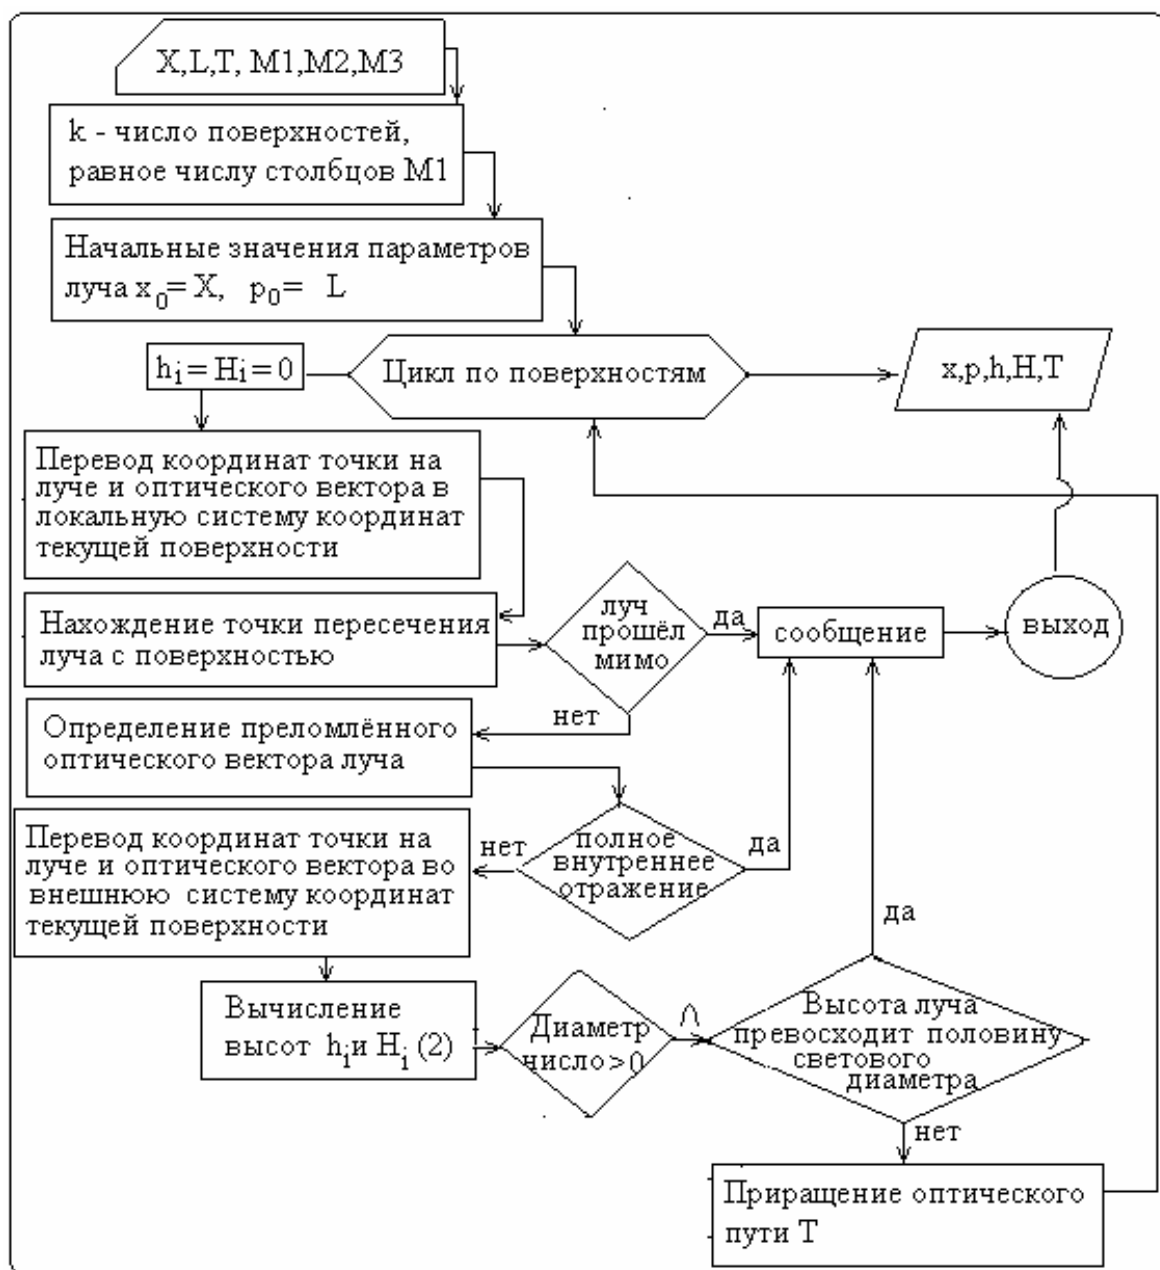 X,L,T, M1,M2,M3
k - число поверхностей,
равное числу столбцов M1
Начальные значения параметров
луча x₀= X, p₀= L
Цикл по поверхностям
hᵢ = Hᵢ = 0
x,p,h,H,T
Перевод координат точки на
луче и оптического вектора в
локальную систему координат
текущей поверхности
Нахождение точки пересечения
луча с поверхностью
луч
прошёл
мимо
да
сообщение
выход
нет
Определение преломлённого
оптического вектора луча
полное
внутреннее
отражение
да
нет
Перевод координат точки на
луче и оптического вектора во
внешнюю систему координат
текущей поверхности
да
Вычисление
высот hᵢ и Hᵢ (2)
Диаметр
число>0
∧
Высота луча
превосходит половину
светового
диаметра
нет
Приращение оптического
пути T